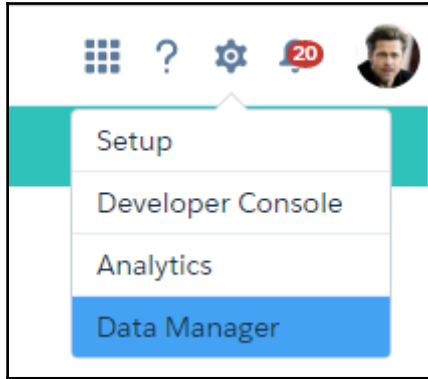 ?
20
Setup
Developer Console
Analytics
Data Manager